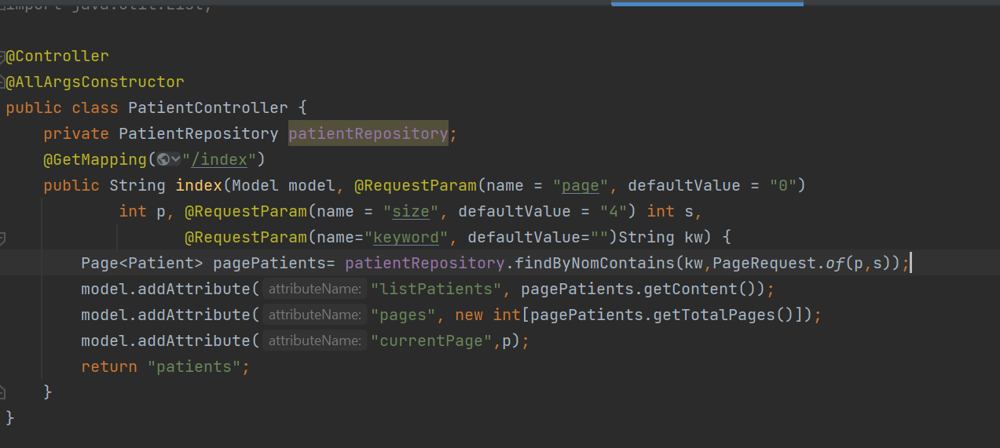 import java.util.List;
@Controller
@AllArgsConstructor
public class PatientController {
private PatientRepository patientRepository;
@GetMapping("/index")
public String index(Model model, @RequestParam(name = "page", defaultValue = "0")
int p, @RequestParam(name = "size", defaultValue = "4") int s,
@RequestParam(name="keyword", defaultValue="")String kw) {
Page<Patient> pagePatients= patientRepository.findByNomContains(kw,PageRequest.of(p,s));
model.addAttribute( attributeName: "listPatients", pagePatients.getContent());
model.addAttribute( attributeName: "pages", new int[pagePatients.getTotalPages()]);
model.addAttribute( attributeName: "currentPage",p);
return "patients";
}
}